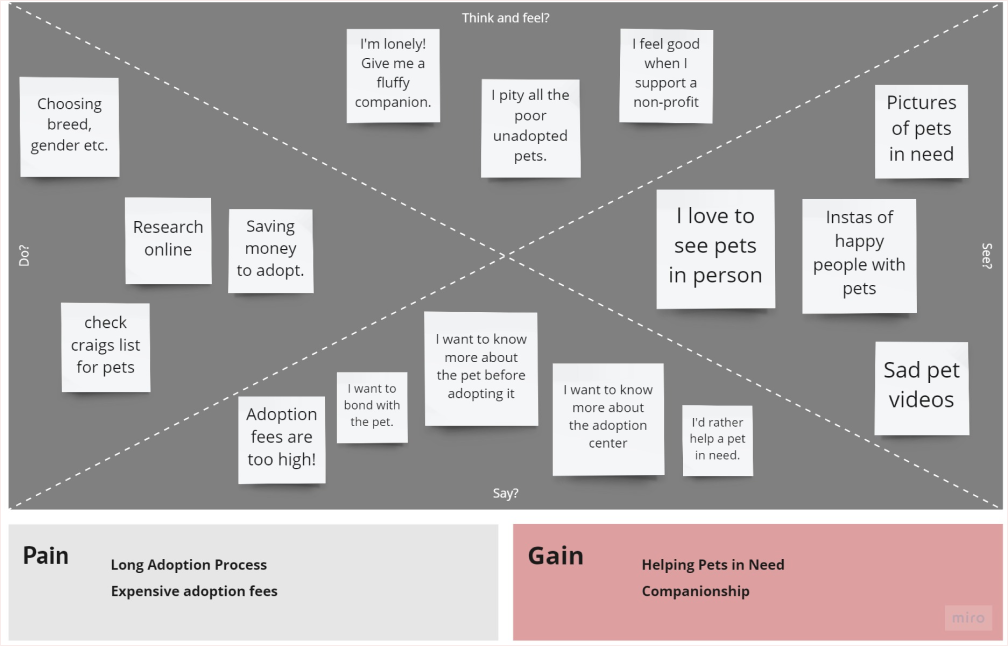 Think and feel?
I'm lonely!
Give me a
fluffy
companion.
I pity all the
poor
unadopted
pets.
I feel good
when I
support a
non-profit
Do?
Choosing
breed,
gender etc.
Research
online
Saving
money
to adopt.
check
craigs list
for pets
See?
Pictures
of pets
in need
I love to
see pets
in person
Instas of
happy
people with
pets
Sad pet
videos
Adoption
fees are
too high!
I want to
bond with
the pet.
I want to know
more about
the pet before
adopting it
I want to know
more about
the adoption
center
I'd rather
help a pet
in need.
Say?
Pain
Long Adoption Process
Expensive adoption fees
Gain
Helping Pets in Need
Companionship
miro